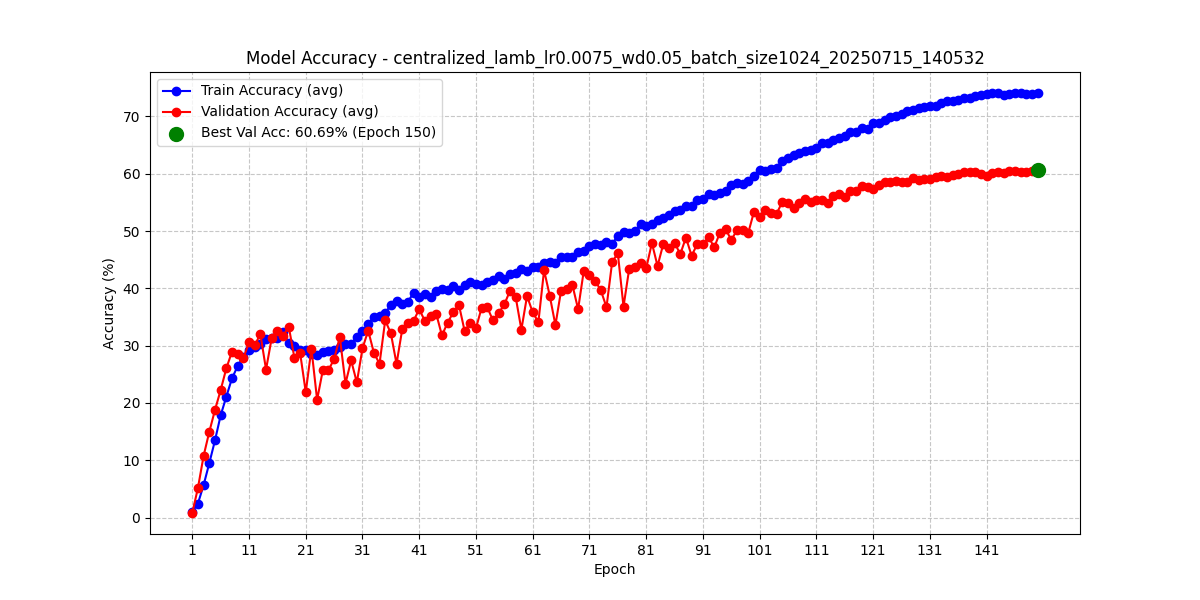 Model Accuracy - centralized_lamb_lr0.0075_wd0.05_batch_size1024_20250715_140532
Train Accuracy (avg)
Validation Accuracy (avg)
Best Val Acc: 60.69% (Epoch 150)
Accuracy (%)
70
60
50
40
30
20
10
0
1 11 21 31 41 51 61 71 81 91 101 111 121 131 141
Epoch